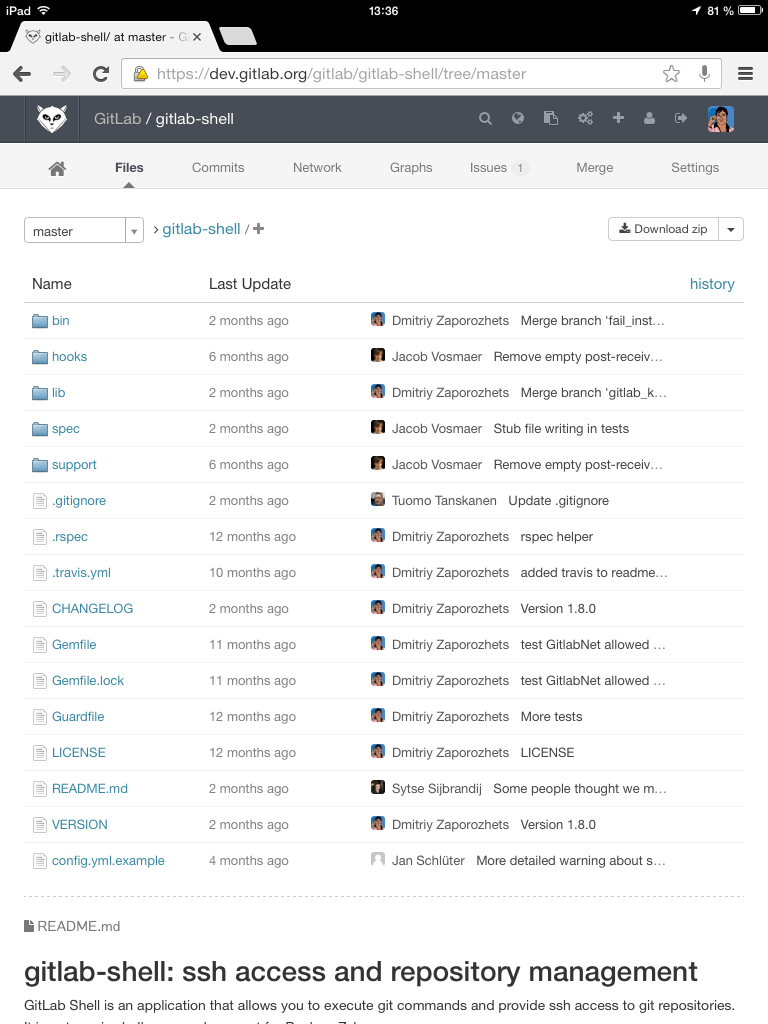 iPad 13:36 81 %
gitlab-shell/ at master - G
https://dev.gitlab.org/gitlab/gitlab-shell/tree/master
GitLab / gitlab-shell
Files Commits Network Graphs Issues 1 Merge Settings
master gitlab-shell / Download zip
Name Last Update history
bin 2 months ago Dmitriy Zaporozhets Merge branch 'fail_inst…
hooks 6 months ago Jacob Vosmaer Remove empty post-receiv…
lib 2 months ago Dmitriy Zaporozhets Merge branch 'gitlab_k…
spec 2 months ago Jacob Vosmaer Stub file writing in tests
support 6 months ago Jacob Vosmaer Remove empty post-receiv…
.gitignore 2 months ago Tuomo Tanskanen Update .gitignore
.rspec 12 months ago Dmitriy Zaporozhets rspec helper
.travis.yml 10 months ago Dmitriy Zaporozhets added travis to readme…
CHANGELOG 2 months ago Dmitriy Zaporozhets Version 1.8.0
Gemfile 11 months ago Dmitriy Zaporozhets test GitlabNet allowed …
Gemfile.lock 11 months ago Dmitriy Zaporozhets test GitlabNet allowed …
Guardfile 12 months ago Dmitriy Zaporozhets More tests
LICENSE 12 months ago Dmitriy Zaporozhets LICENSE
README.md 2 months ago Sytse Sijbrandij Some people thought we m…
VERSION 2 months ago Dmitriy Zaporozhets Version 1.8.0
config.yml.example 4 months ago Jan Schlüter More detailed warning about s…
README.md
gitlab-shell: ssh access and repository management
GitLab Shell is an application that allows you to execute git commands and provide ssh access to git repositories.